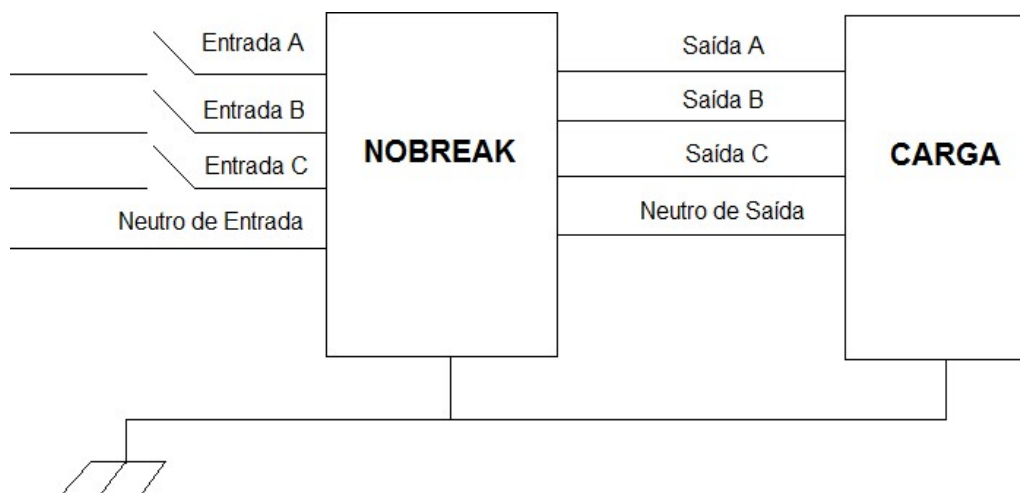 Entrada A
Entrada B
Entrada C
Neutro de Entrada
NOBREAK
Saída A
Saída B
Saída C
Neutro de Saída
CARGA